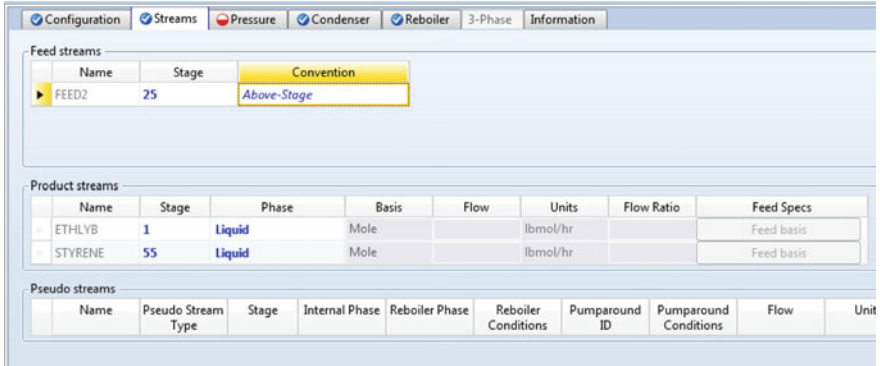 Configuration Streams Pressure Condenser Reboiler 3-Phase Information
Feed streams
Name Stage Convention
FEED2 25 Above-Stage
Product streams
Name Stage Phase Basis Flow Units Flow Ratio Feed Specs
ETHLYB 1 Liquid Mole lbmol/hr Feed basis
STYRENE 55 Liquid Mole lbmol/hr Feed basis
Pseudo streams
Name Pseudo Stream Stage Internal Phase Reboiler Phase Reboiler Pumparound Pumparound Flow Unit
Type Conditions ID Conditions